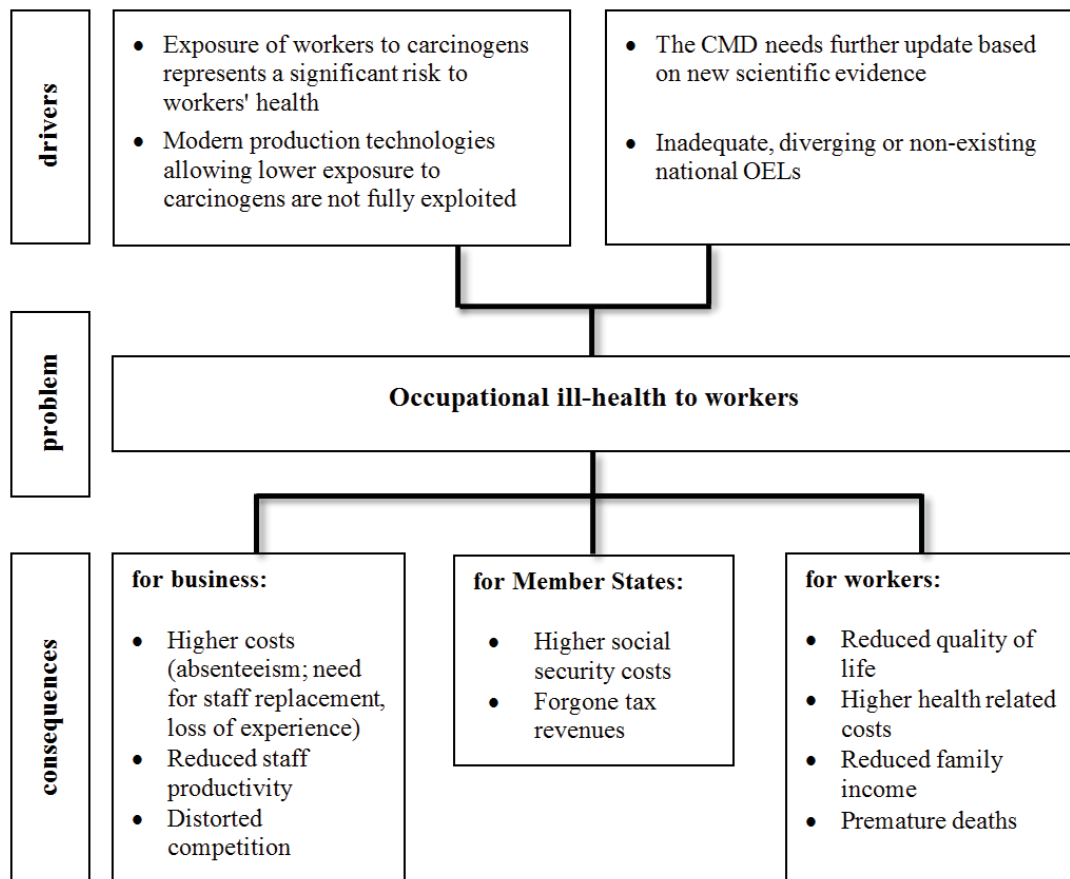 drivers
• Exposure of workers to carcinogens
represents a significant risk to
workers' health
• Modern production technologies
allowing lower exposure to
carcinogens are not fully exploited
• The CMD needs further update based
on new scientific evidence
• Inadequate, diverging or non-existing
national OELs
problem
Occupational ill-health to workers
consequences
for business:
• Higher costs
(absenteeism; need
for staff replacement,
loss of experience)
• Reduced staff
productivity
• Distorted
competition
for Member States:
• Higher social
security costs
• Forgone tax
revenues
for workers:
• Reduced quality of
life
• Higher health related
costs
• Reduced family
income
• Premature deaths